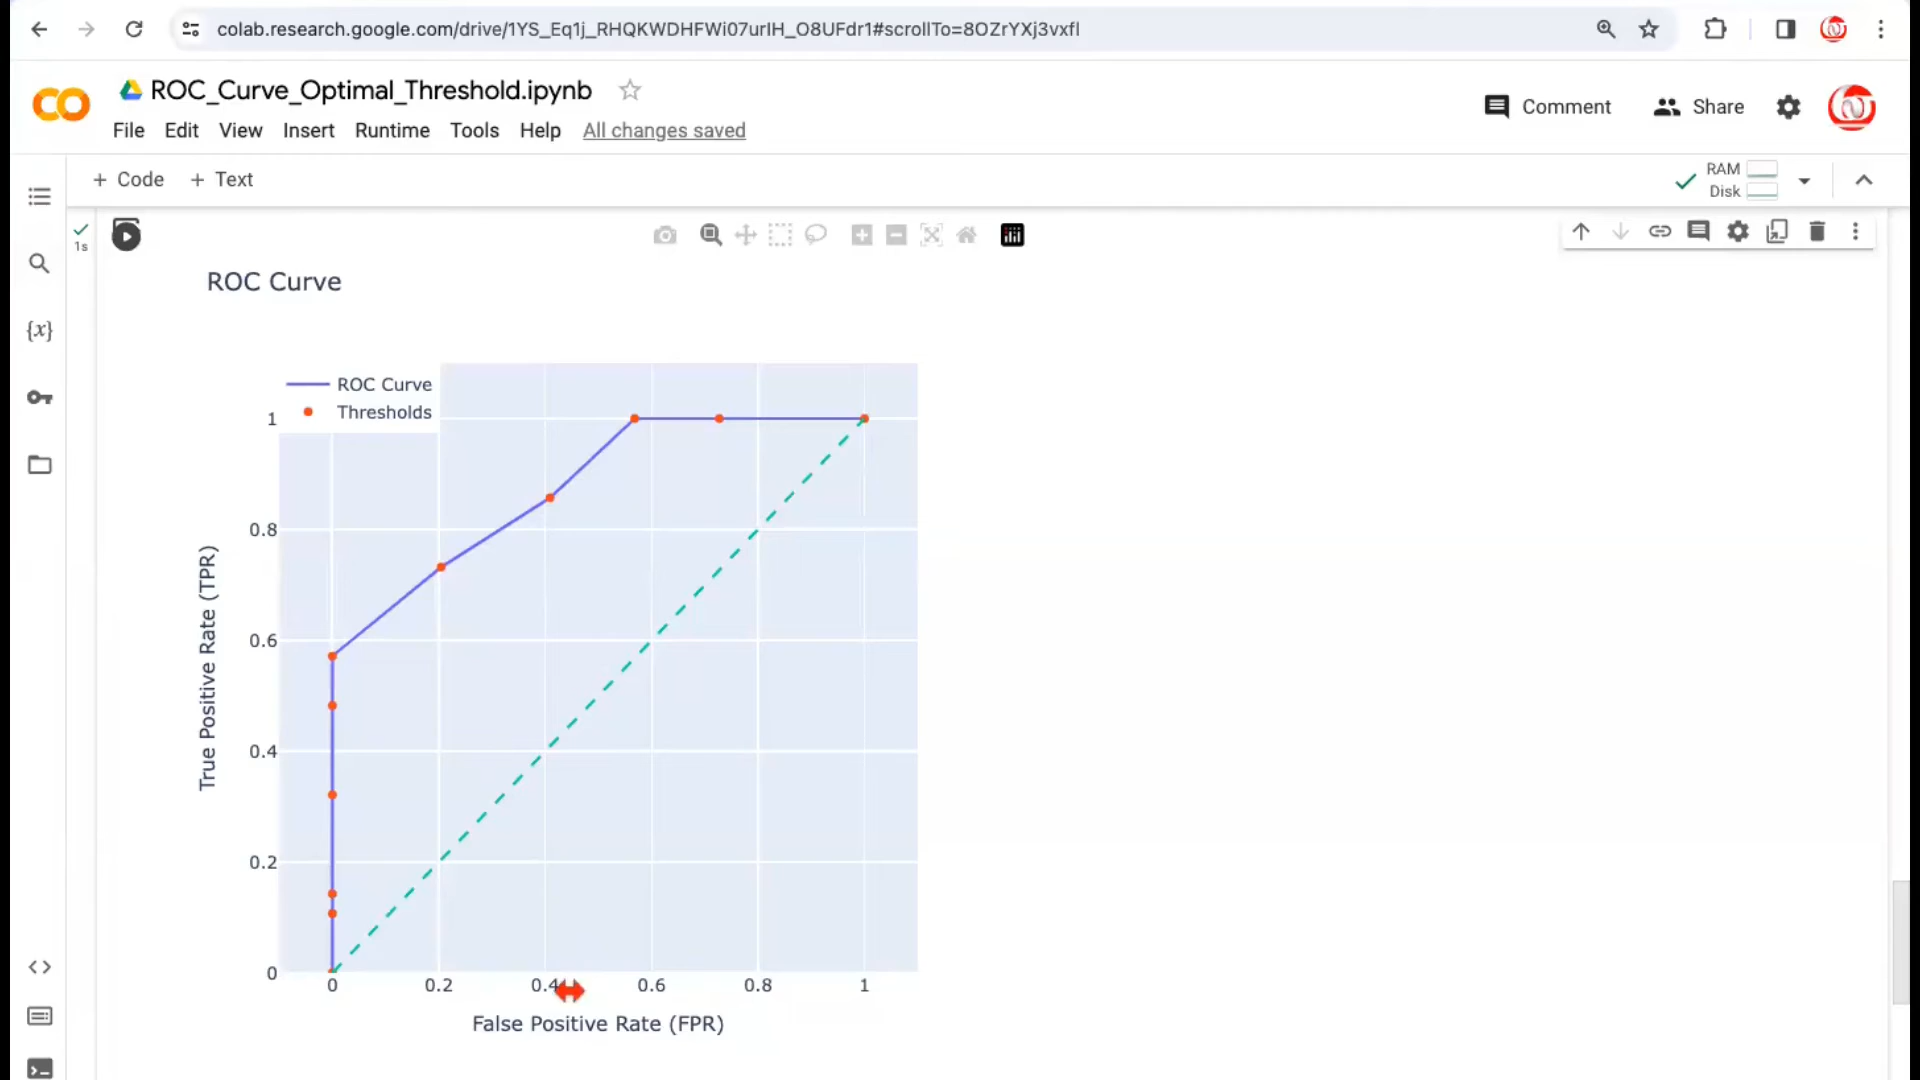 colab.research.google.com/drive/1YS_Eq1j_RHQKWDHFWi07urIH_O8UFdr1#scrollTo=8OZrYXj3vxfl
ROC_Curve_Optimal_Threshold.ipynb
File Edit View Insert Runtime Tools Help All changes saved
Comment Share
+ Code + Text
RAM
Disk
1s
ROC Curve
ROC Curve
Thresholds
1
0.8
0.6
0.4
0.2
0
True Positive Rate (TPR)
0 0.2 0.4 0.6 0.8 1
False Positive Rate (FPR)
{x}